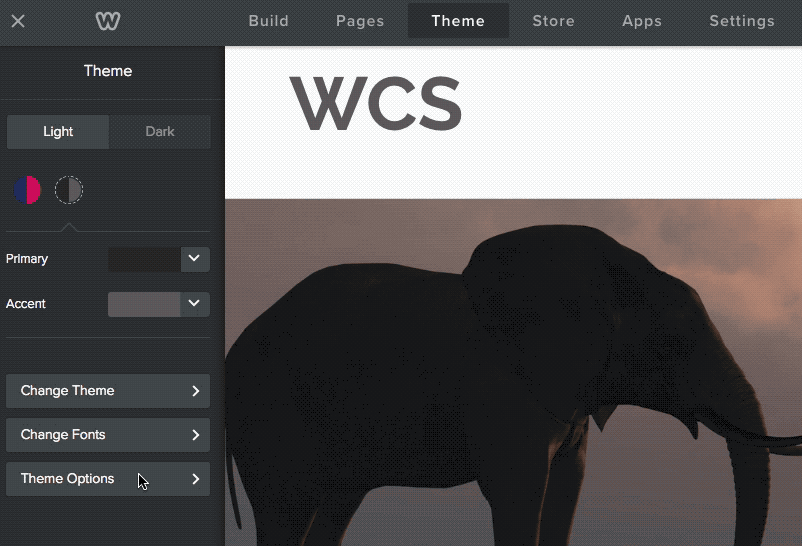 Build Pages Theme Store Apps Settings
Theme
Light Dark
Primary
Accent
Change Theme
Change Fonts
Theme Options
WCS